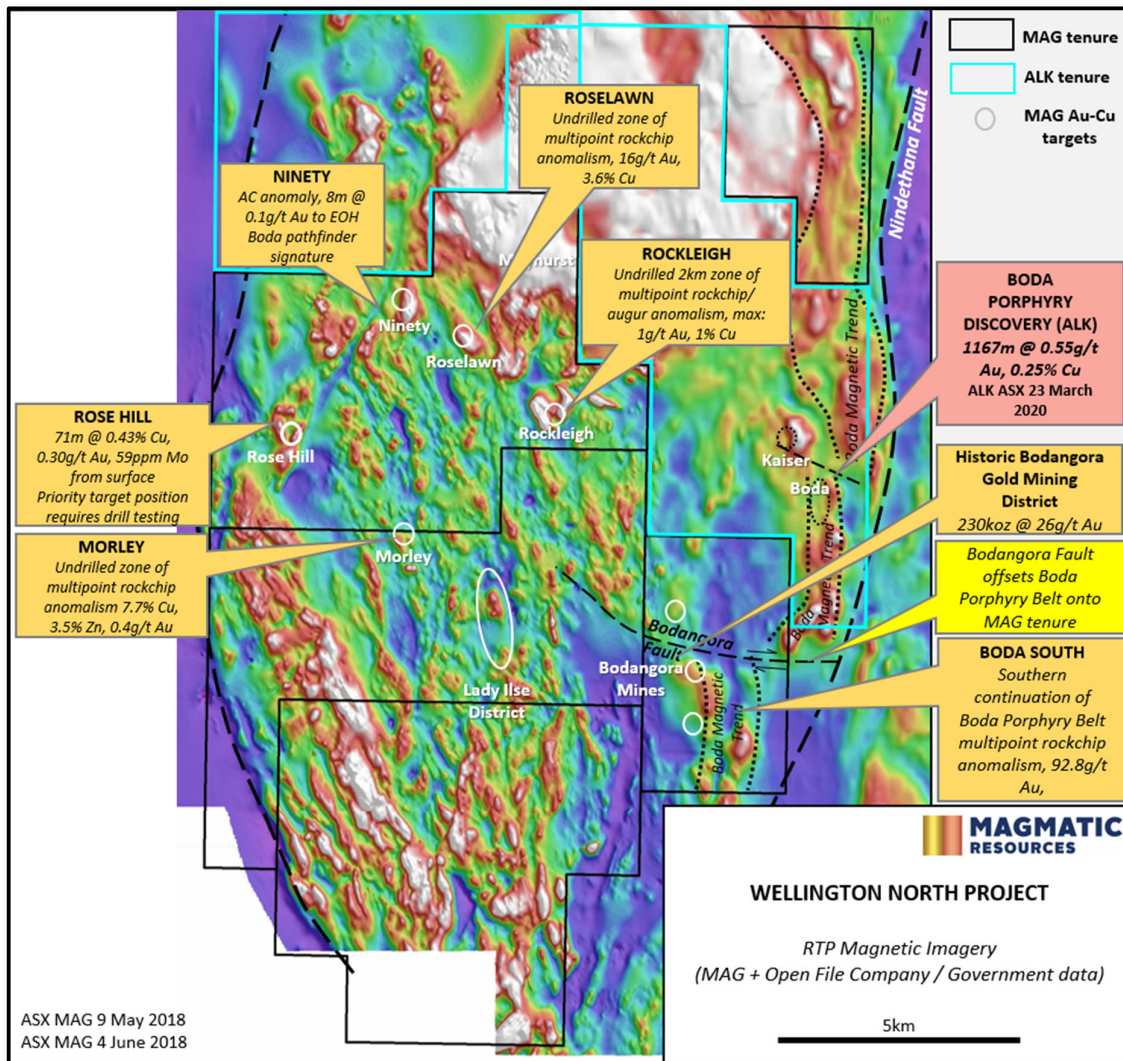 MAG tenure
ALK tenure
MAG Au-Cu
targets
ROSELAWN
Undrilled zone of
multipoint rockchip
anomalism, 16g/t Au,
3.6% Cu
NINETY
AC anomaly, 8m @
0.1g/t Au to EOH
Boda pathfinder
signature
ROCKLEIGH
Undrilled 2km zone of
multipoint rockchip/
augur anomalism, max:
1g/t Au, 1% Cu
Nindethana Fault
BODA
PORPHYRY
DISCOVERY (ALK)
1167m @ 0.55g/t
Au, 0.25% Cu
ALK ASX 23 March
2020
Ninety
Roselawn
Boda Magnetic Trend
ROSE HILL
71m @ 0.43% Cu,
0.30g/t Au, 59ppm Mo
from surface
Priority target position
requires drill testing
Rose Hill
Rockleigh
Kaiser
Boda
Historic Bodangora
Gold Mining
District
230koz @ 26g/t Au
MORLEY
Undrilled zone of
multipoint rockchip
anomalism 7.7% Cu,
3.5% Zn, 0.4g/t Au
Morley
Boda
Magnetic Trend
Bodangora Fault
offsets Boda
Porphyry Belt onto
MAG tenure
Bodangora
Fault
Bodangora
Mines
Lady Ilse
District
Boda Magnetic
Trend
BODA SOUTH
Southern
continuation of
Boda Porphyry Belt
multipoint rockchip
anomalism, 92.8g/t
Au,
MAGMATIC
RESOURCES
WELLINGTON NORTH PROJECT
RTP Magnetic Imagery
(MAG + Open File Company / Government data)
5km
ASX MAG 9 May 2018
ASX MAG 4 June 2018